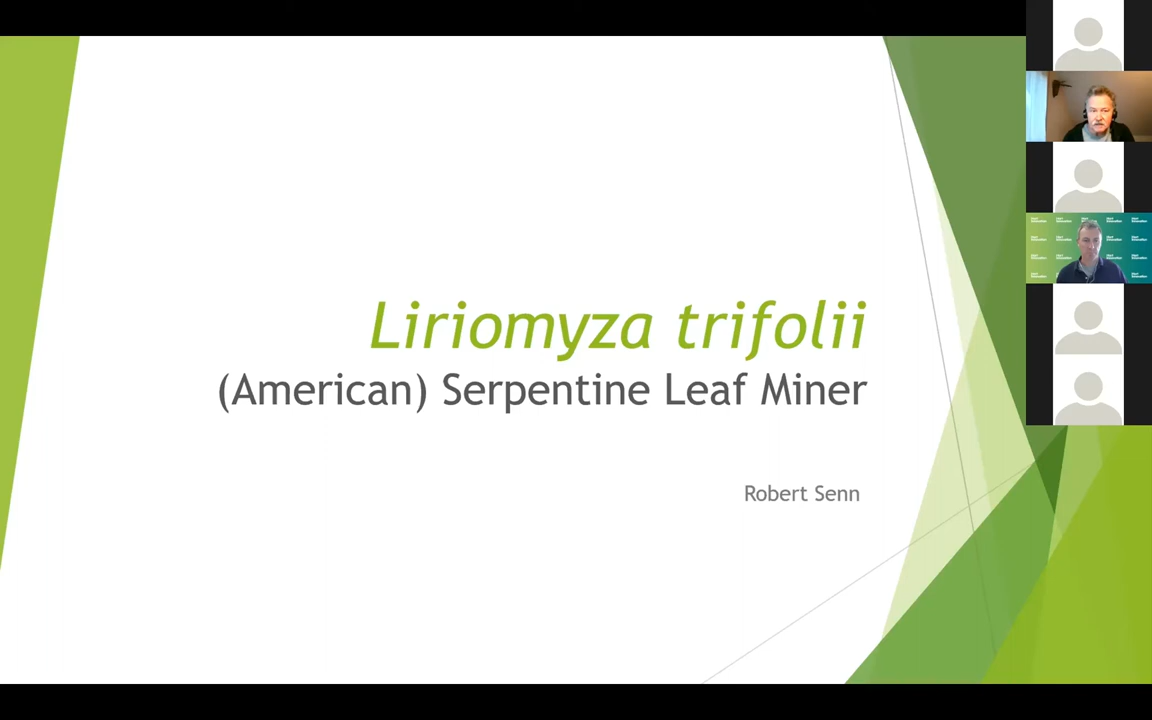 Liriomyza trifolii
(American) Serpentine Leaf Miner
Robert Senn